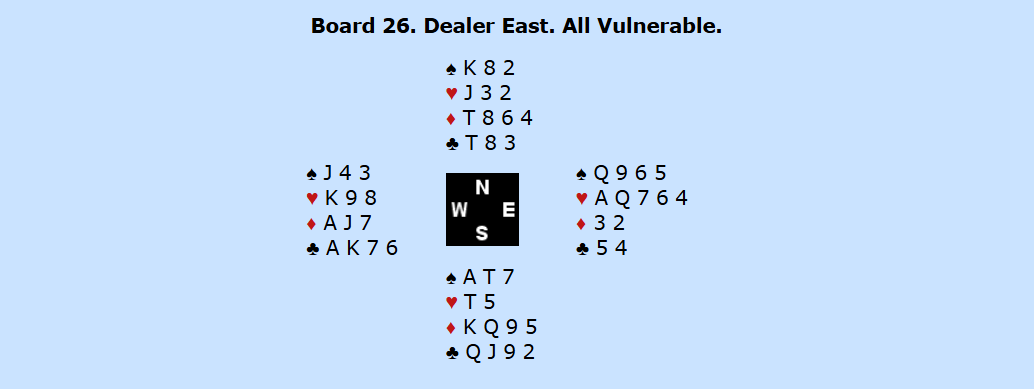 Board 26. Dealer East. All Vulnerable.
♠ K 8 2
♥ J 3 2
♦ T 8 6 4
♣ T 8 3
♠ J 4 3
♥ K 9 8
♦ A J 7
♣ A K 7 6
N
W E
S
♠ Q 9 6 5
♥ A Q 7 6 4
♦ 3 2
♣ 5 4
♠ A T 7
♥ T 5
♦ K Q 9 5
♣ Q J 9 2